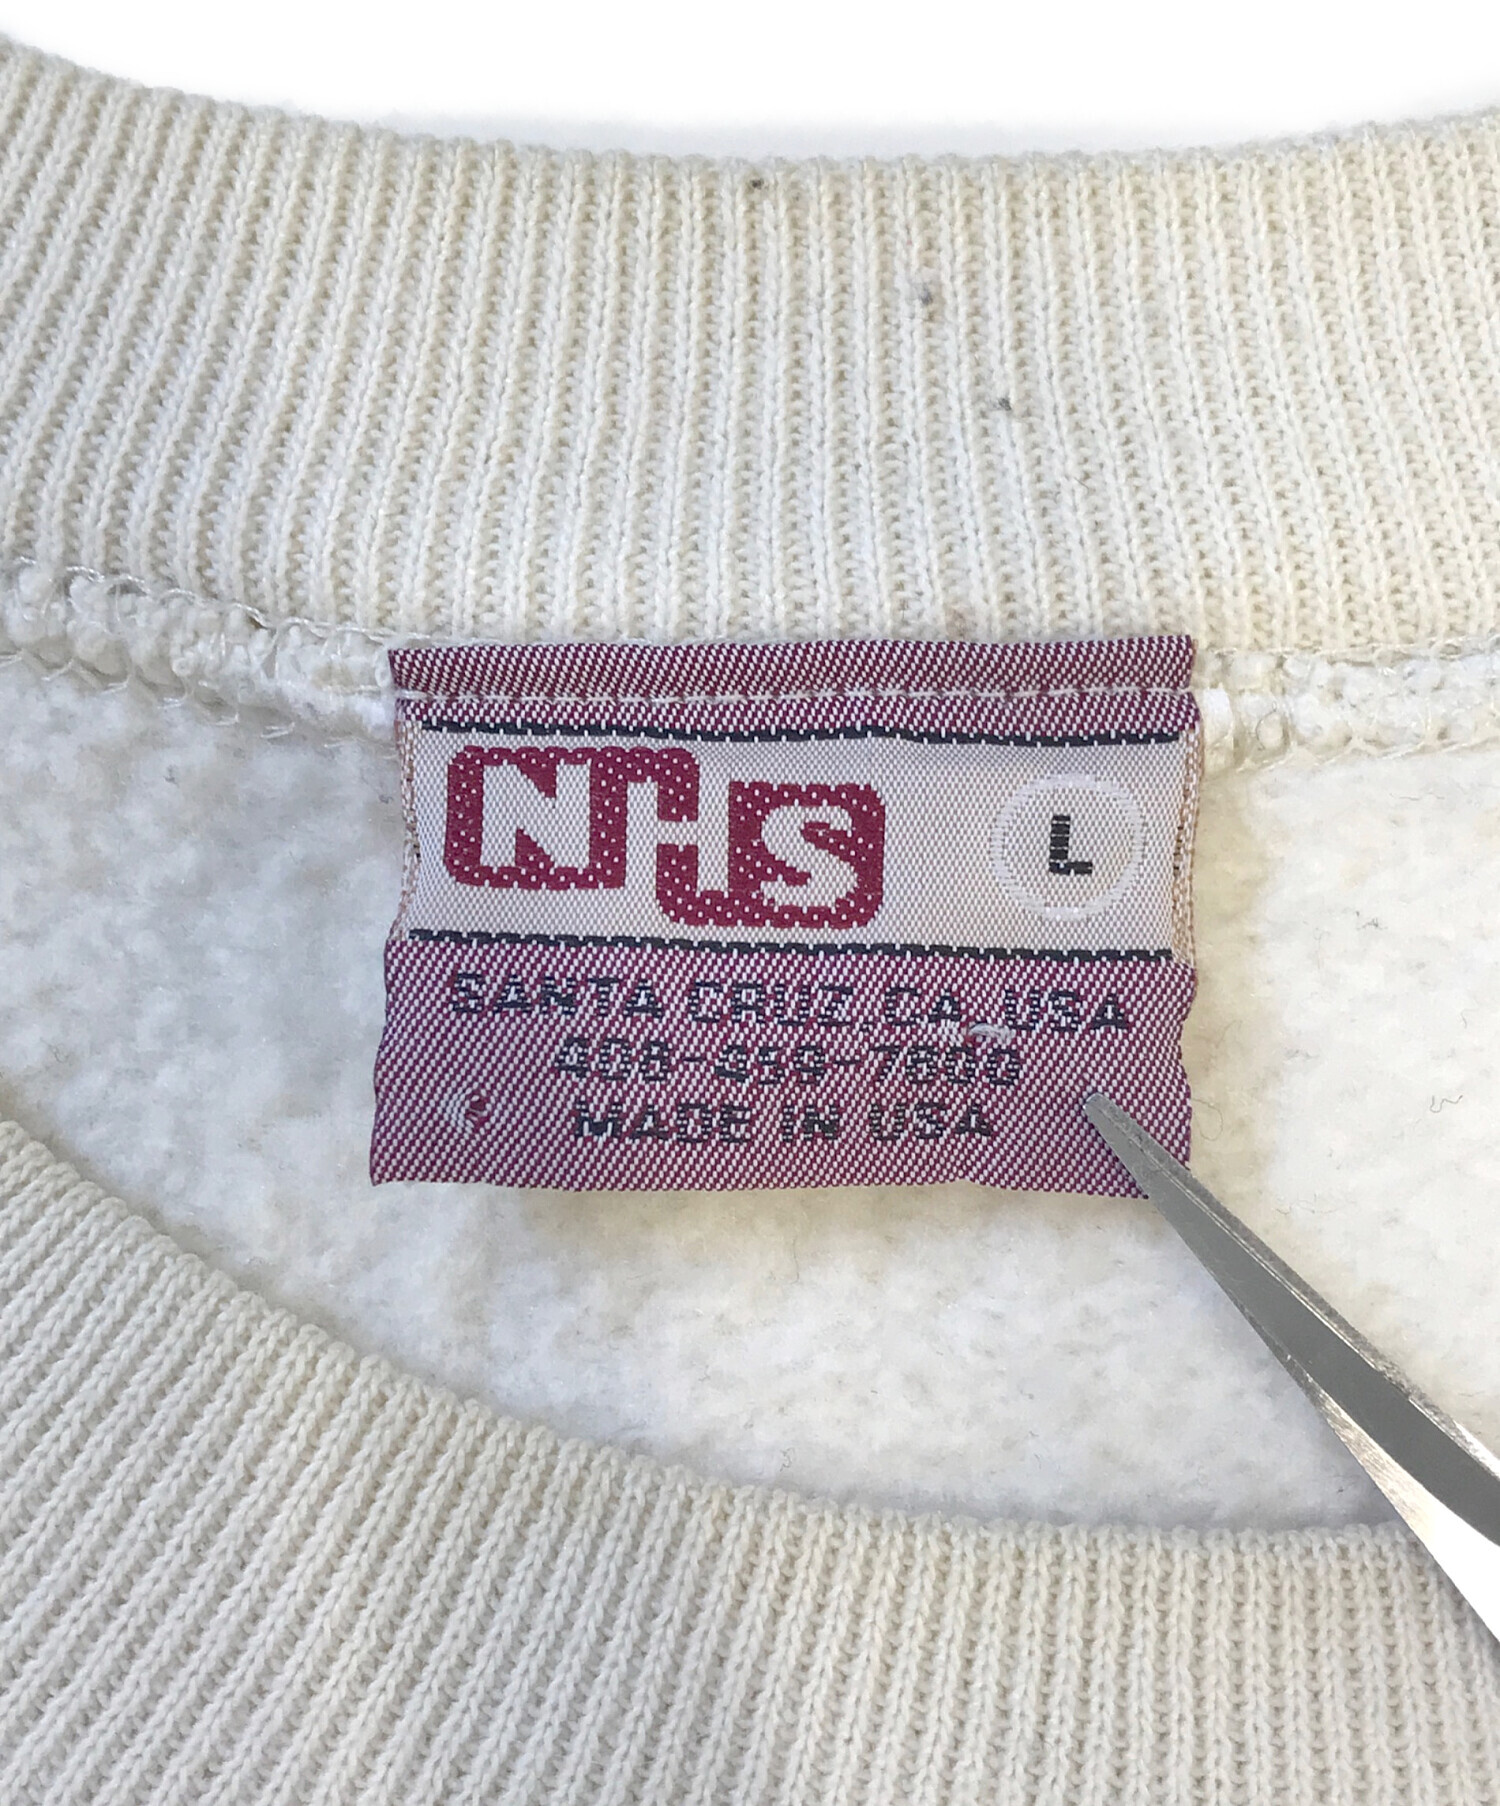 NHS L
SANTA CRUZ, CA, USA
408-459-7800
MADE IN USA